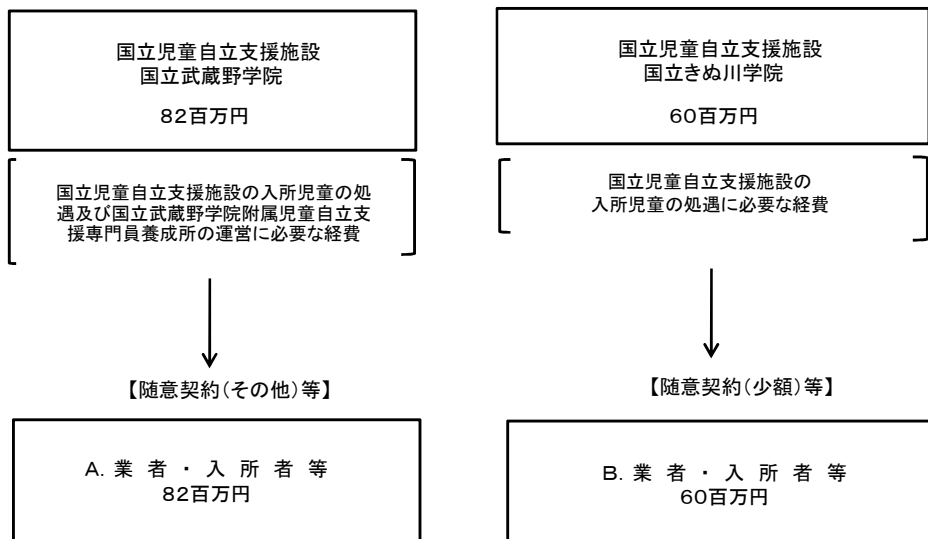 国立児童自立支援施設
国立武蔵野学院
82百万円
国立児童自立支援施設の入所児童の処
遇及び国立武蔵野学院附属児童自立支
援専門員養成所の運営に必要な経費
【随意契約(その他)等】
A. 業 者 ・ 入 所 者 等
82百万円
国立児童自立支援施設
国立きぬ川学院
60百万円
国立児童自立支援施設の
入所児童の処遇に必要な経費
【随意契約(少額)等】
B. 業 者 ・ 入 所 者 等
60百万円